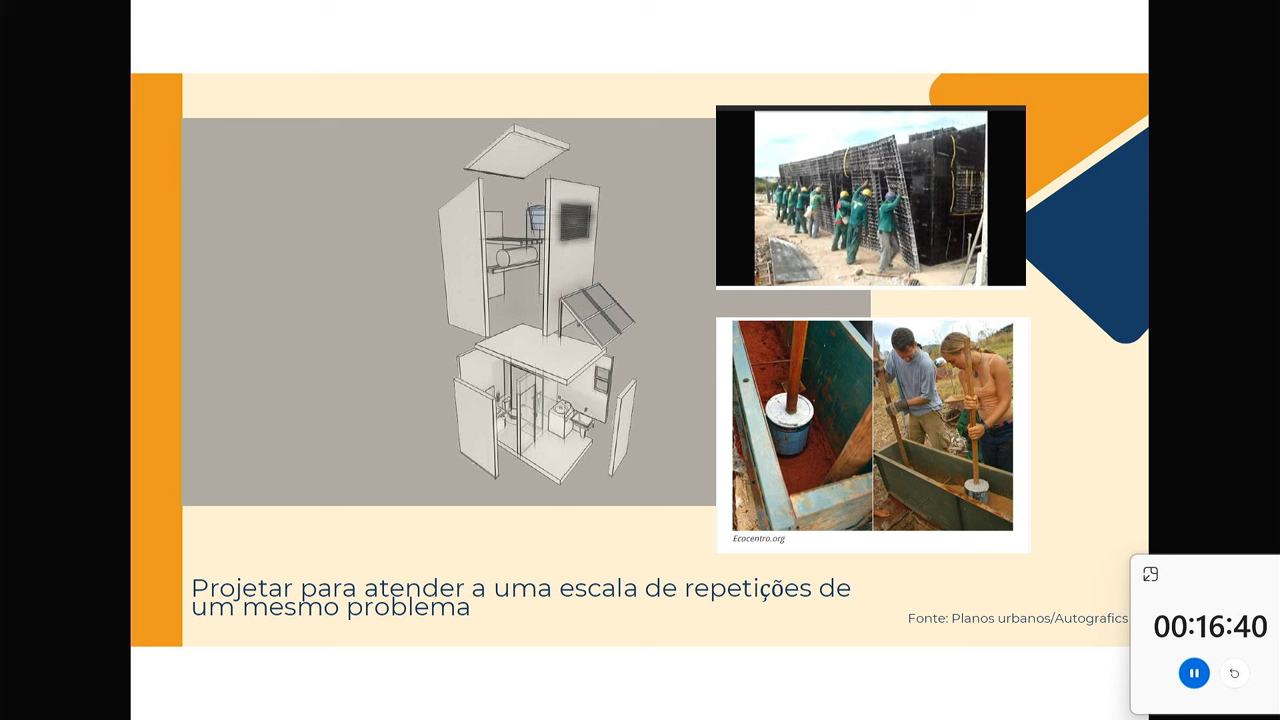 Ecocentro.org
Projetar para atender a uma escala de repetições de
um mesmo problema
Fonte: Planos urbanos/Autografics
00:16:40